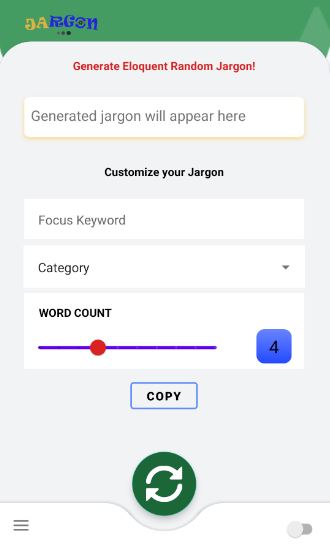 JARGON
Generate Eloquent Random Jargon!
Generated jargon will appear here
Customize your Jargon
Focus Keyword
Category
WORD COUNT
4
COPY